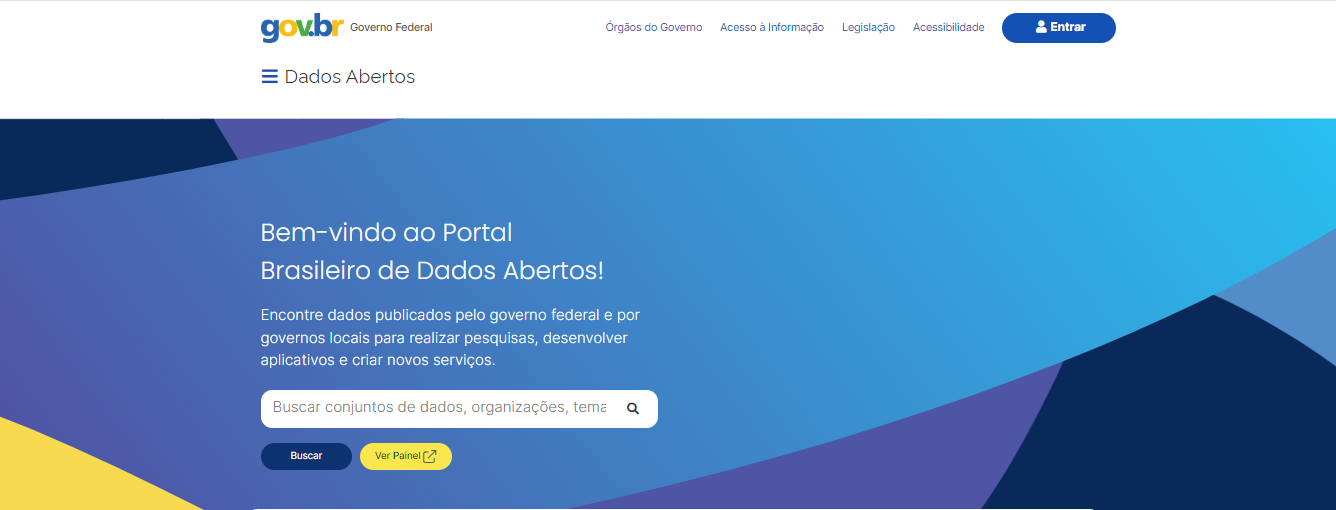 gov.br Governo Federal Órgãos do Governo Acesso à Informação Legislação Acessibilidade Entrar
Dados Abertos
Bem-vindo ao Portal
Brasileiro de Dados Abertos!
Encontre dados publicados pelo governo federal e por
governos locais para realizar pesquisas, desenvolver
aplicativos e criar novos serviços.
Buscar conjuntos de dados, organizações, tema
Buscar Ver Painel